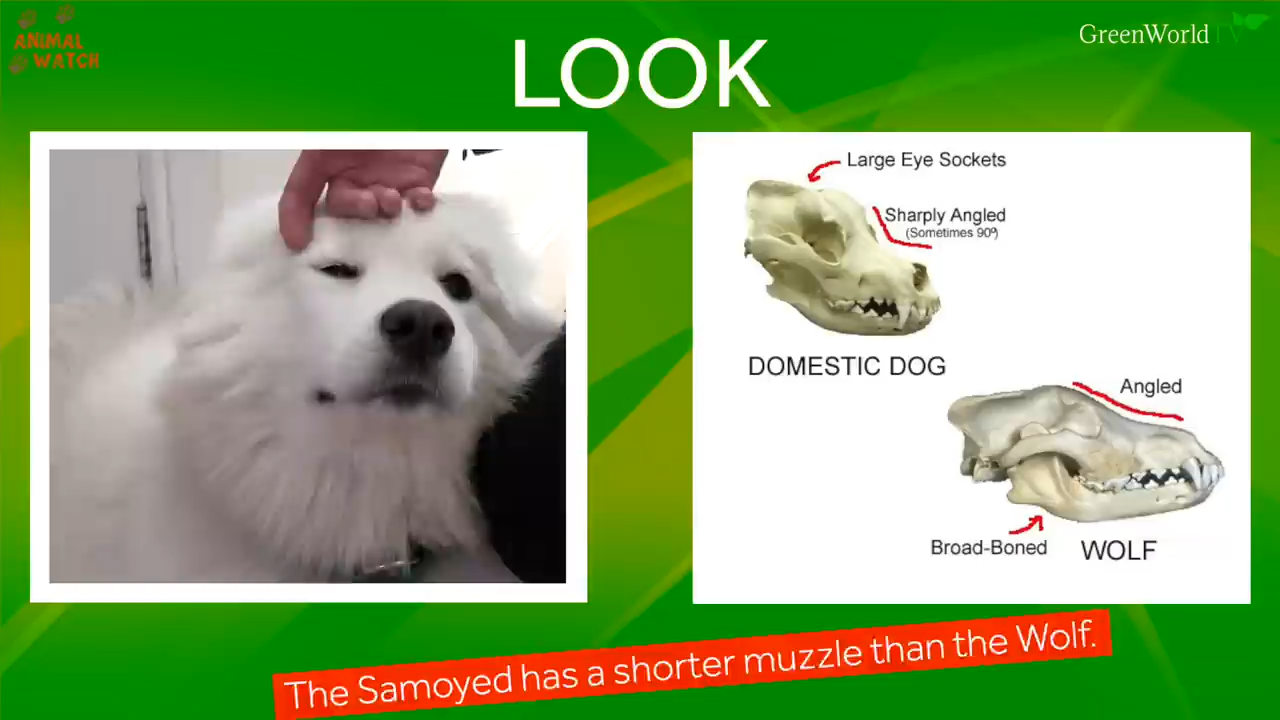 ANIMAL
WATCH
GreenWorldTV
LOOK
Large Eye Sockets
Sharply Angled
(Sometimes 90º)
DOMESTIC DOG
Angled
Broad-Boned
WOLF
The Samoyed has a shorter muzzle than the Wolf.